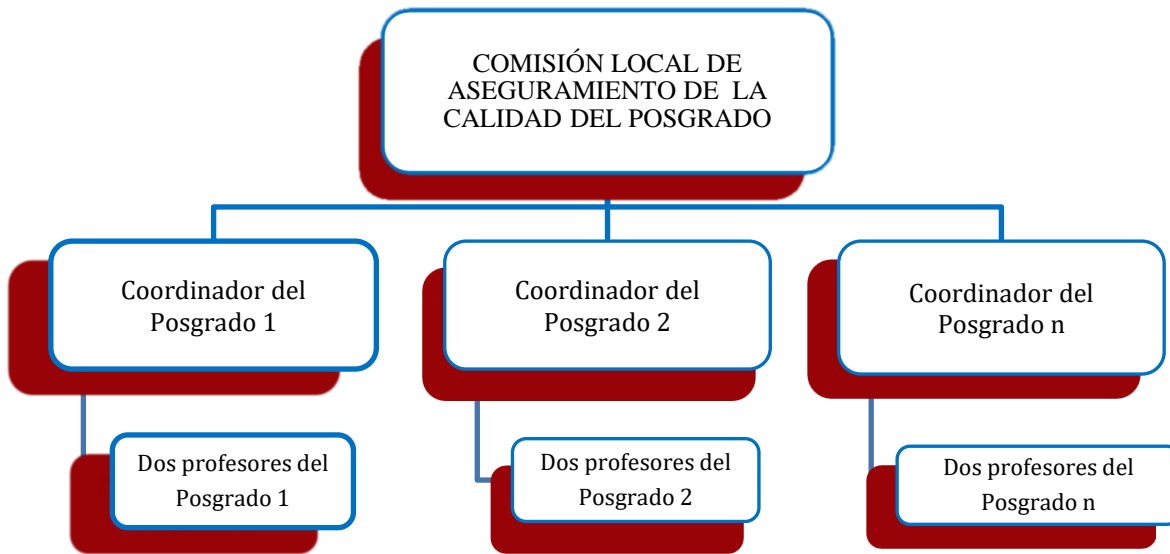 COMISIÓN LOCAL DE
ASEGURAMIENTO DE LA
CALIDAD DEL POSGRADO
Coordinador del
Posgrado 1
Coordinador del
Posgrado 2
Coordinador del
Posgrado n
Dos profesores del
Posgrado 1
Dos profesores del
Posgrado 2
Dos profesores del
Posgrado n